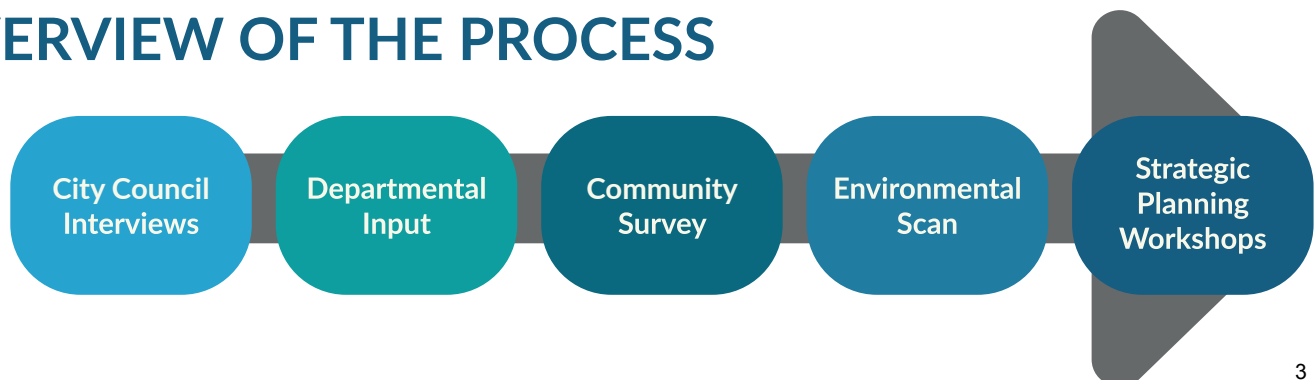 ERVIEW OF THE PROCESS
City Council
Interviews
Departmental
Input
Community
Survey
Environmental
Scan
Strategic
Planning
Workshops
3